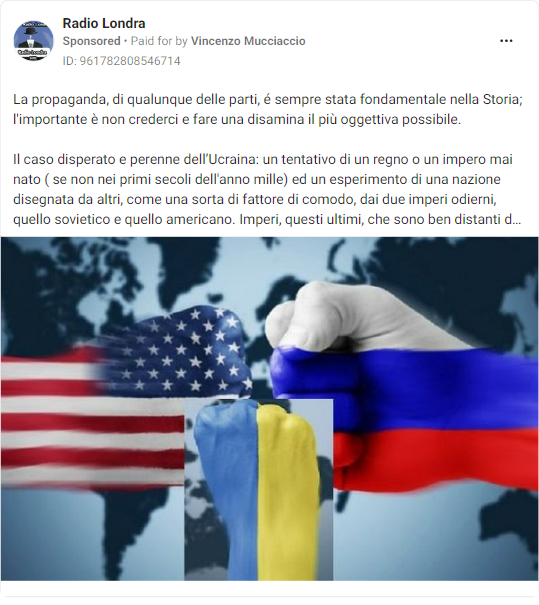 Radio Londra
Radio Londra
Sponsored • Paid for by Vincenzo Mucciaccio
ID: 961782808546714
La propaganda, di qualunque delle parti, é sempre stata fondamentale nella Storia;
l'importante è non crederci e fare una disamina il più oggettiva possibile.
Il caso disperato e perenne dell'Ucraina: un tentativo di un regno o un impero mai
nato ( se non nei primi secoli dell'anno mille) ed un esperimento di una nazione
disegnata da altri, come una sorta di fattore di comodo, dai due imperi odierni,
quello sovietico e quello americano. Imperi, questi ultimi, che sono ben distanti d...